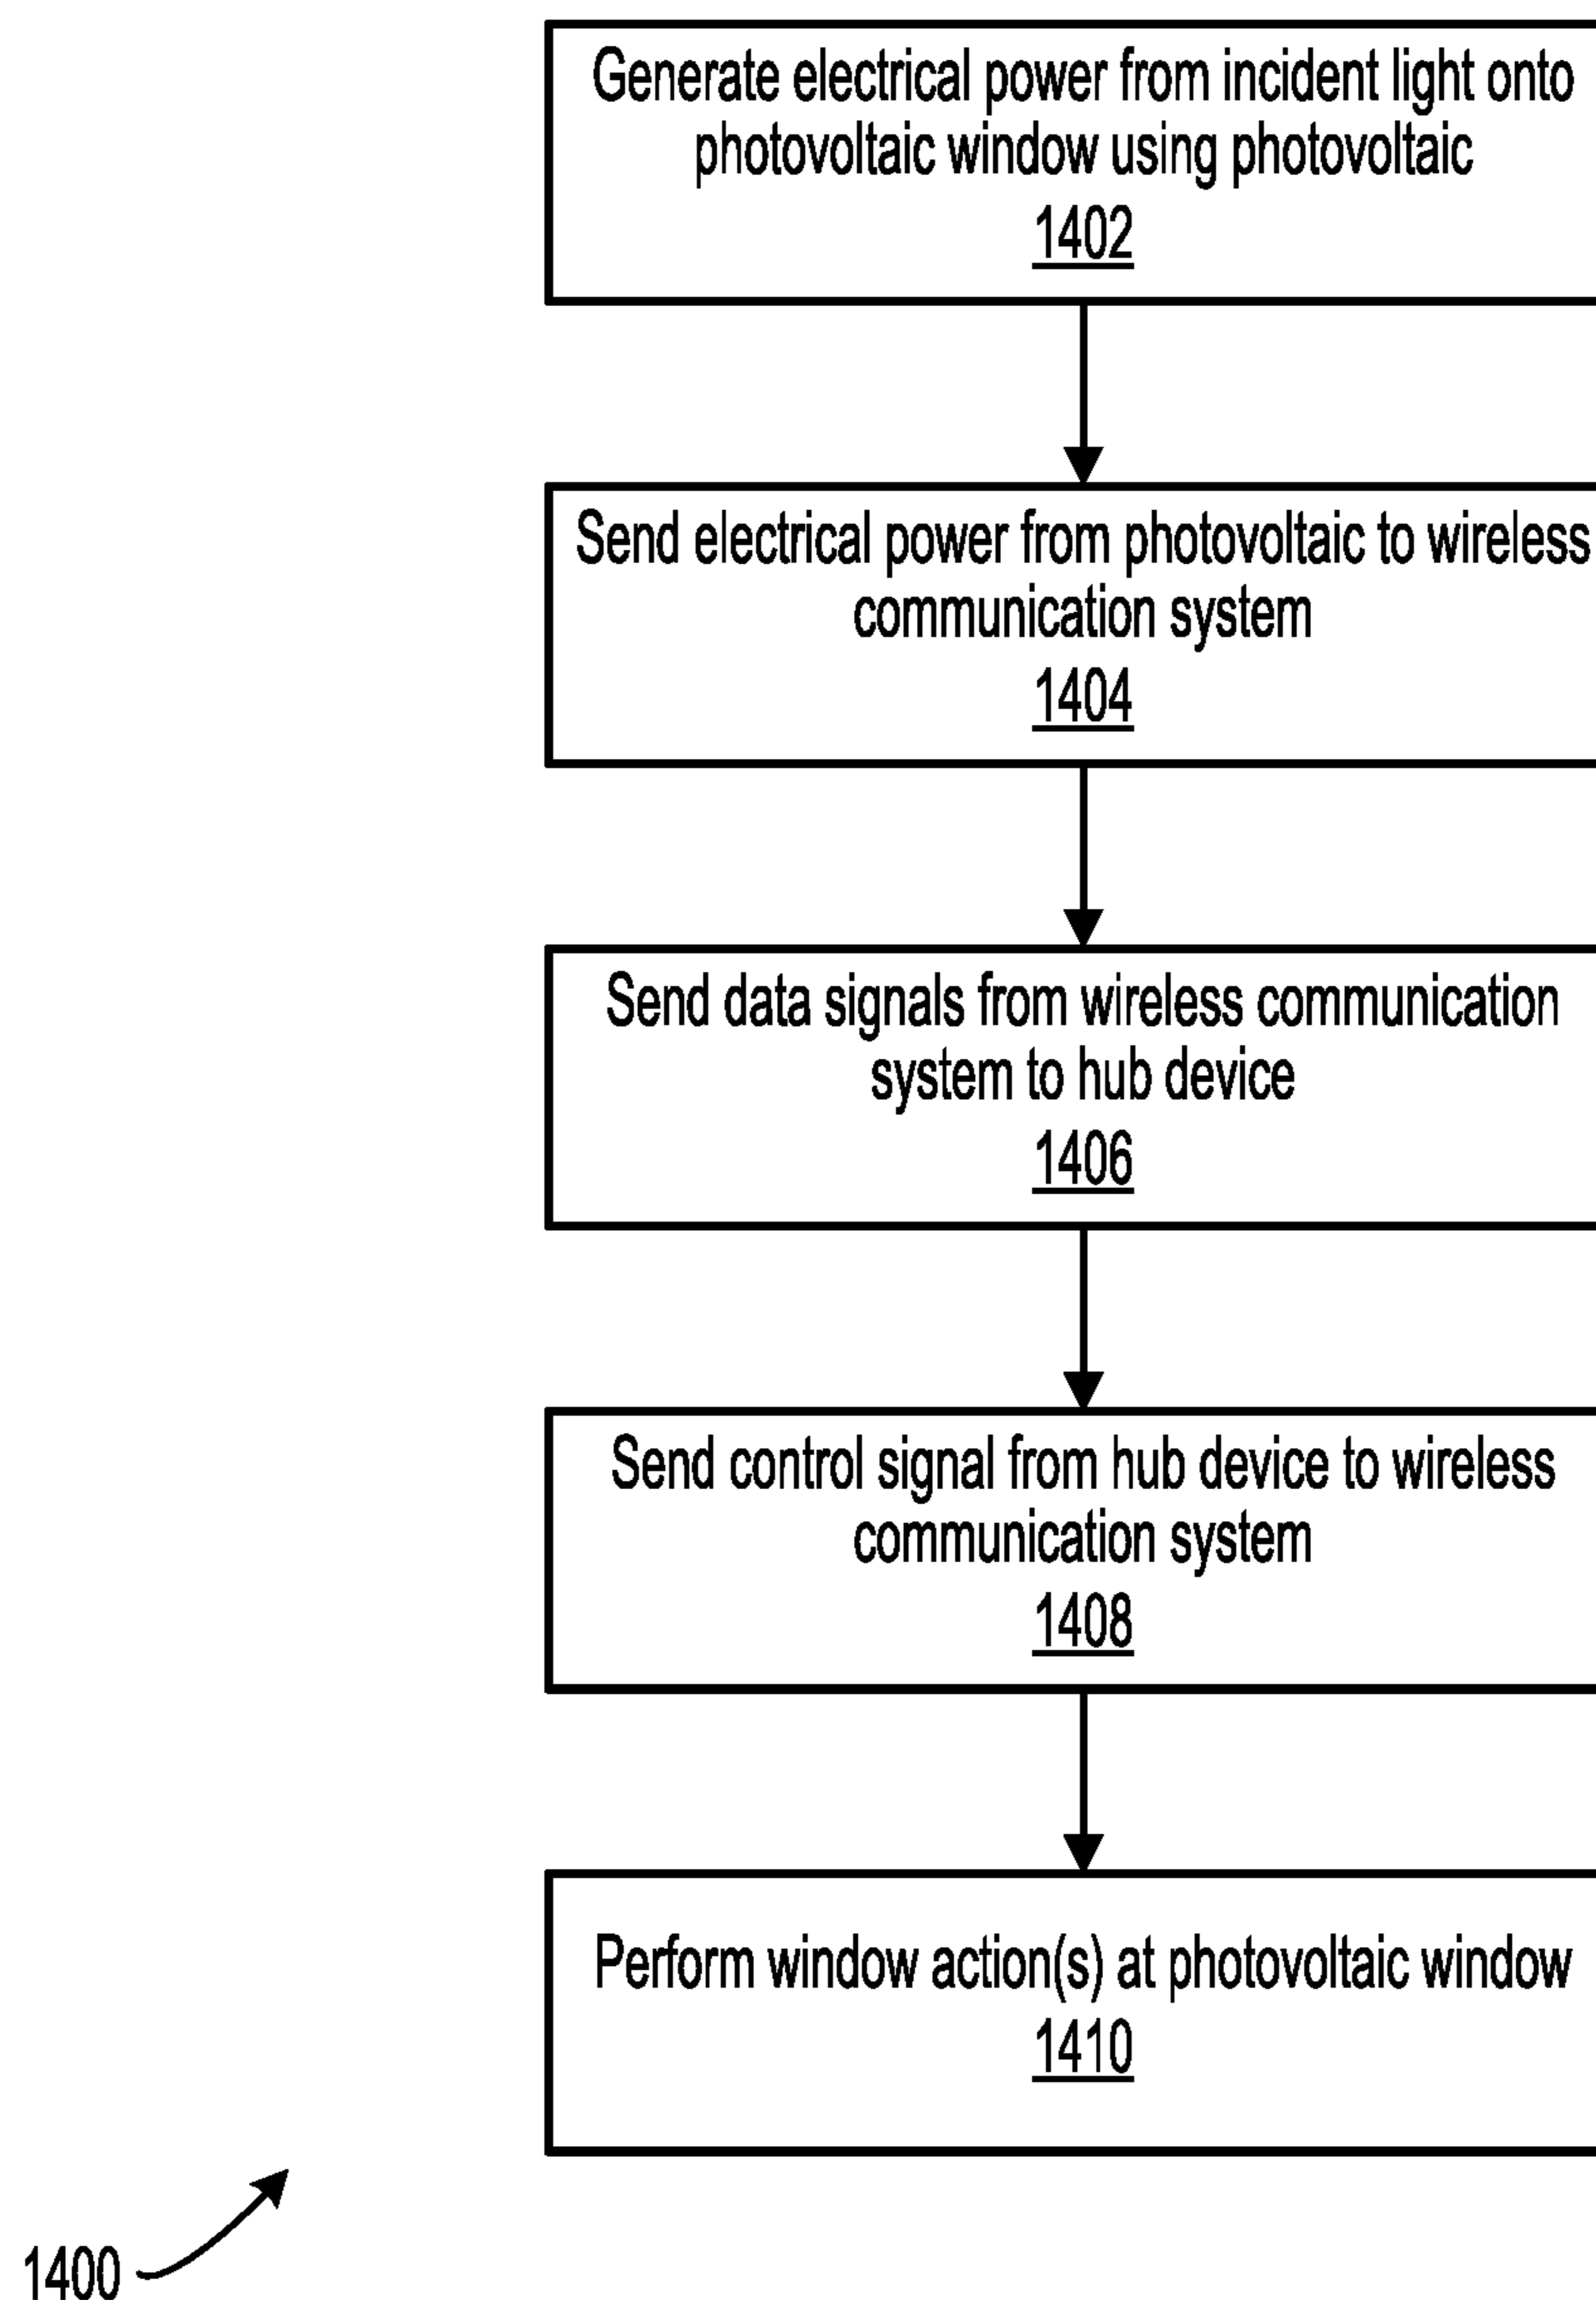 Generate electrical power from incident light onto
photovoltaic window using photovoltaic
1402
Send electrical power from photovoltaic to wireless
communication system
1404
Send data signals from wireless communication
system to hub device
1406
Send control signal from hub device to wireless
communication system
1408
Perform window action(s) at photovoltaic window
1410
1400